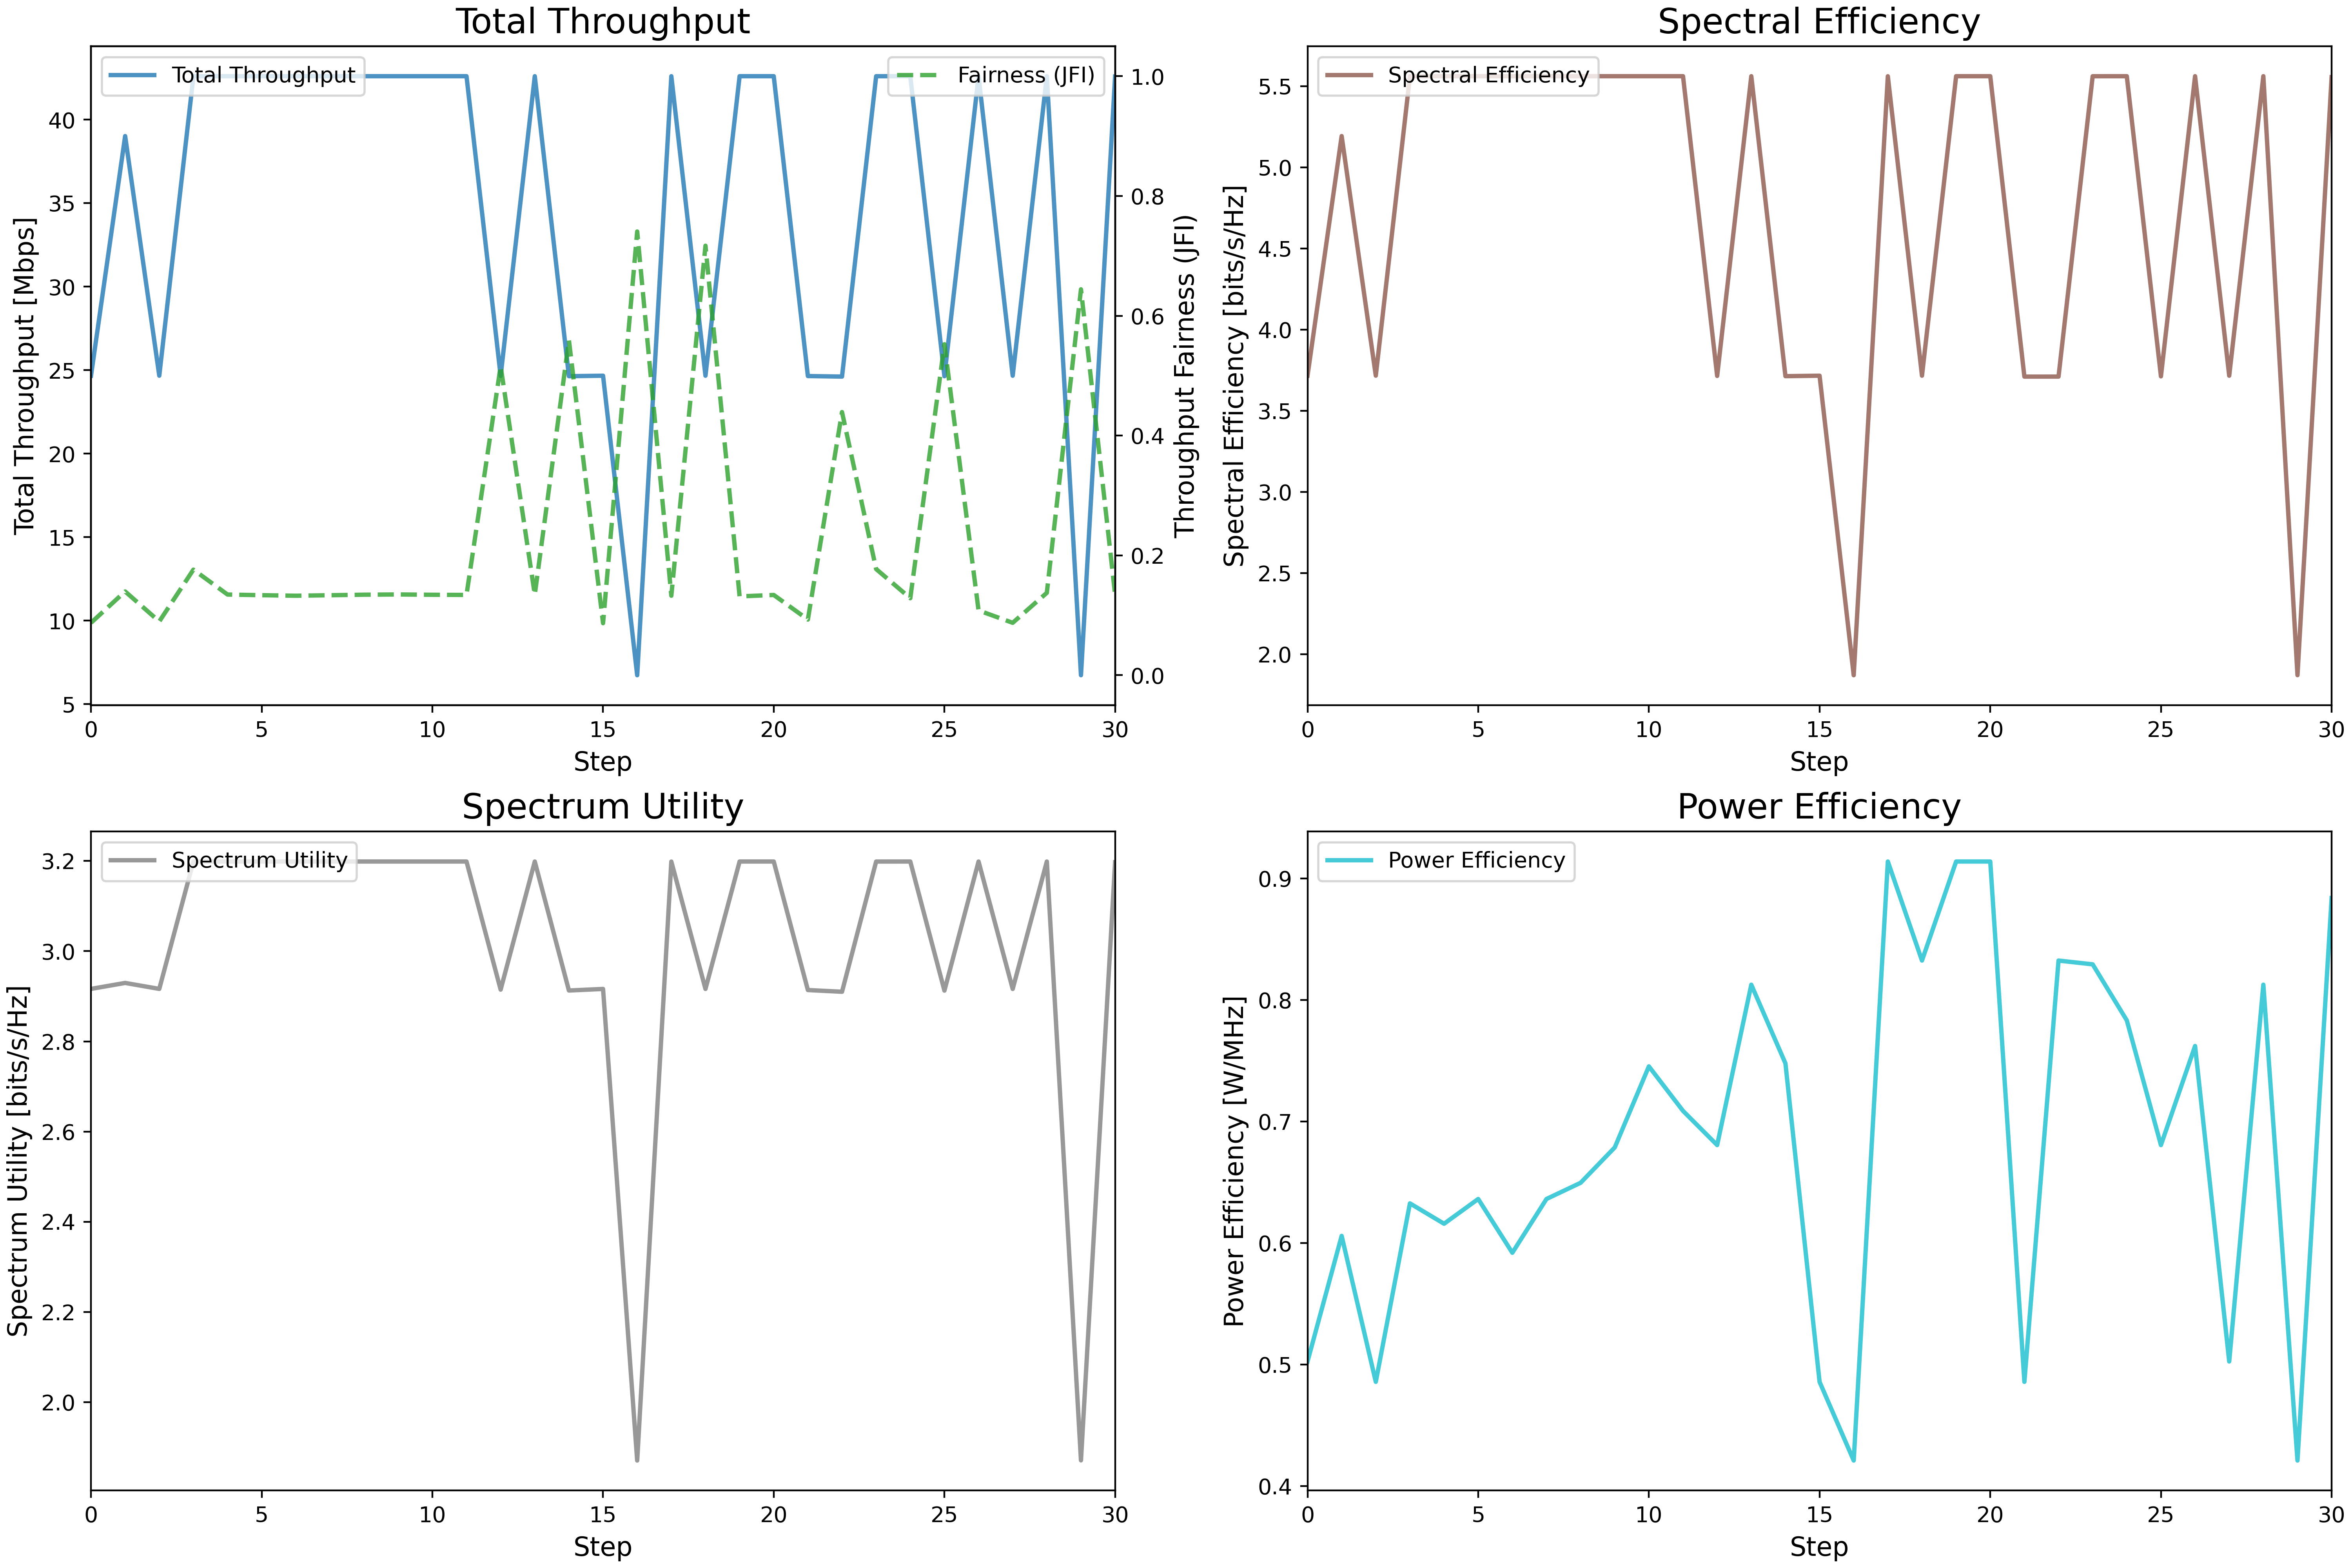 Total Throughput
Total Throughput
Fairness (JFI)
Total Throughput [Mbps]
40
35
30
25
20
15
10
5
1.0
0.8
0.6
0.4
0.2
0.0
Throughput Fairness (JFI)
0 5 10 15 20 25 30
Step
Spectral Efficiency
Spectral Efficiency
Spectral Efficiency [bits/s/Hz]
5.5
5.0
4.5
4.0
3.5
3.0
2.5
2.0
0 5 10 15 20 25 30
Step
Spectrum Utility
Spectrum Utility
Spectrum Utility [bits/s/Hz]
3.2
3.0
2.8
2.6
2.4
2.2
2.0
0 5 10 15 20 25 30
Step
Power Efficiency
Power Efficiency
Power Efficiency [W/MHz]
0.9
0.8
0.7
0.6
0.5
0.4
0 5 10 15 20 25 30
Step